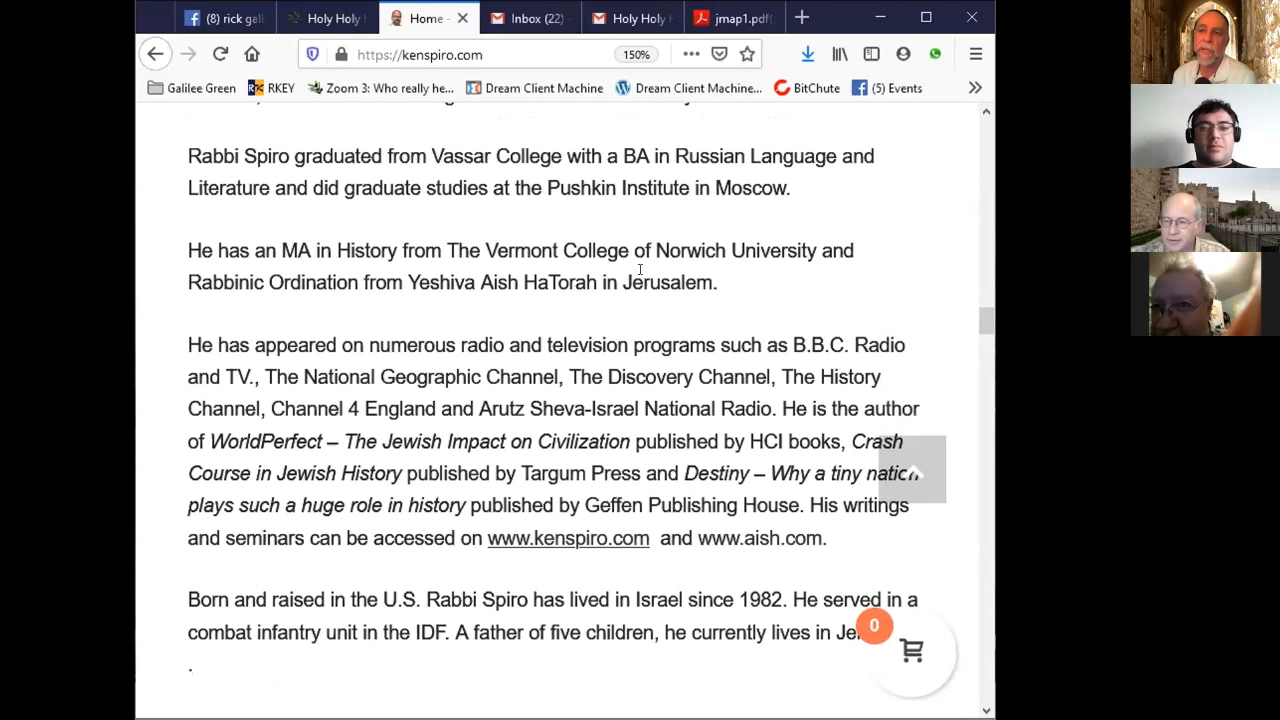 (8) rick gall
Holy Holy
Home -
Inbox (22)
Holy Holy
jmap1.pdf
https://kenspiro.com
150%
Galilee Green
RKEY
Zoom 3: Who really he...
Dream Client Machine
Dream Client Machine...
BitChute
(5) Events
Rabbi Spiro graduated from Vassar College with a BA in Russian Language and
Literature and did graduate studies at the Pushkin Institute in Moscow.
He has an MA in History from The Vermont College of Norwich University and
Rabbinic Ordination from Yeshiva Aish HaTorah in Jerusalem.
He has appeared on numerous radio and television programs such as B.B.C. Radio
and TV., The National Geographic Channel, The Discovery Channel, The History
Channel, Channel 4 England and Arutz Sheva-Israel National Radio. He is the author
of WorldPerfect – The Jewish Impact on Civilization published by HCI books, Crash
Course in Jewish History published by Targum Press and Destiny – Why a tiny nation
plays such a huge role in history published by Geffen Publishing House. His writings
and seminars can be accessed on www.kenspiro.com and www.aish.com.
Born and raised in the U.S. Rabbi Spiro has lived in Israel since 1982. He served in a
combat infantry unit in the IDF. A father of five children, he currently lives in Je
.
0